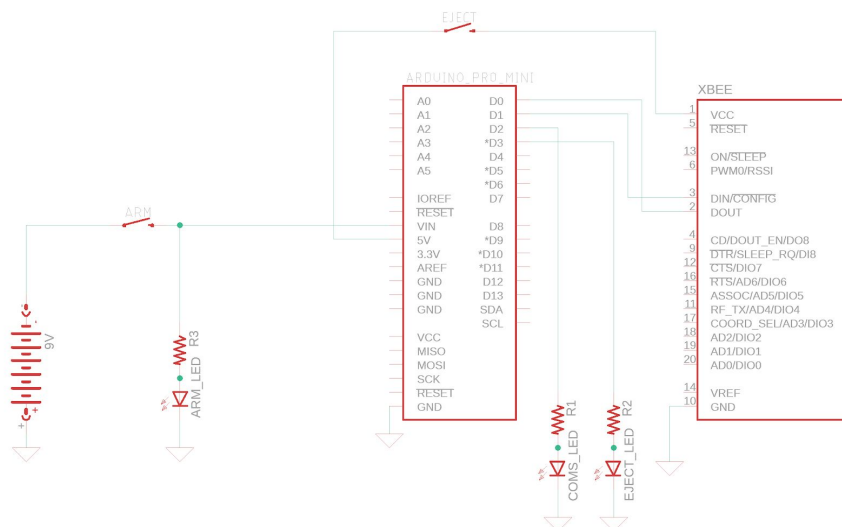 EJECT
ARDUINO_PRO_MINI
A0
A1
A2
A3
A4
A5
IOREF
RESET
VIN
5V
3.3V
AREF
GND
GND
GND
VCC
MISO
MOSI
SCK
RESET
GND
D0
D1
D2
*D3
D4
*D5
*D6
D7
D8
*D9
*D10
*D11
D12
D13
SDA
SCL
XBEE
1 VCC
5 RESET
13 ON/SLEEP
6 PWM0/RSSI
3 DIN/CONFIG
2 DOUT
4 CD/DOUT_EN/DO8
9 DTR/SLEEP_RQ/DI8
12 CTS/DIO7
16 RTS/AD6/DIO6
15 ASSOC/AD5/DIO5
11 RF_TX/AD4/DIO4
17 COORD_SEL/AD3/DIO3
18 AD2/DIO2
19 AD1/DIO1
20 AD0/DIO0
14 VREF
10 GND
ARM
-
9V
+
+
R3
ARM_LED
R1
COMS_LED
R2
EJECT_LED